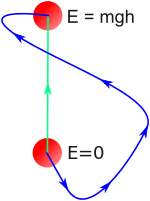 E = mgh
E=0